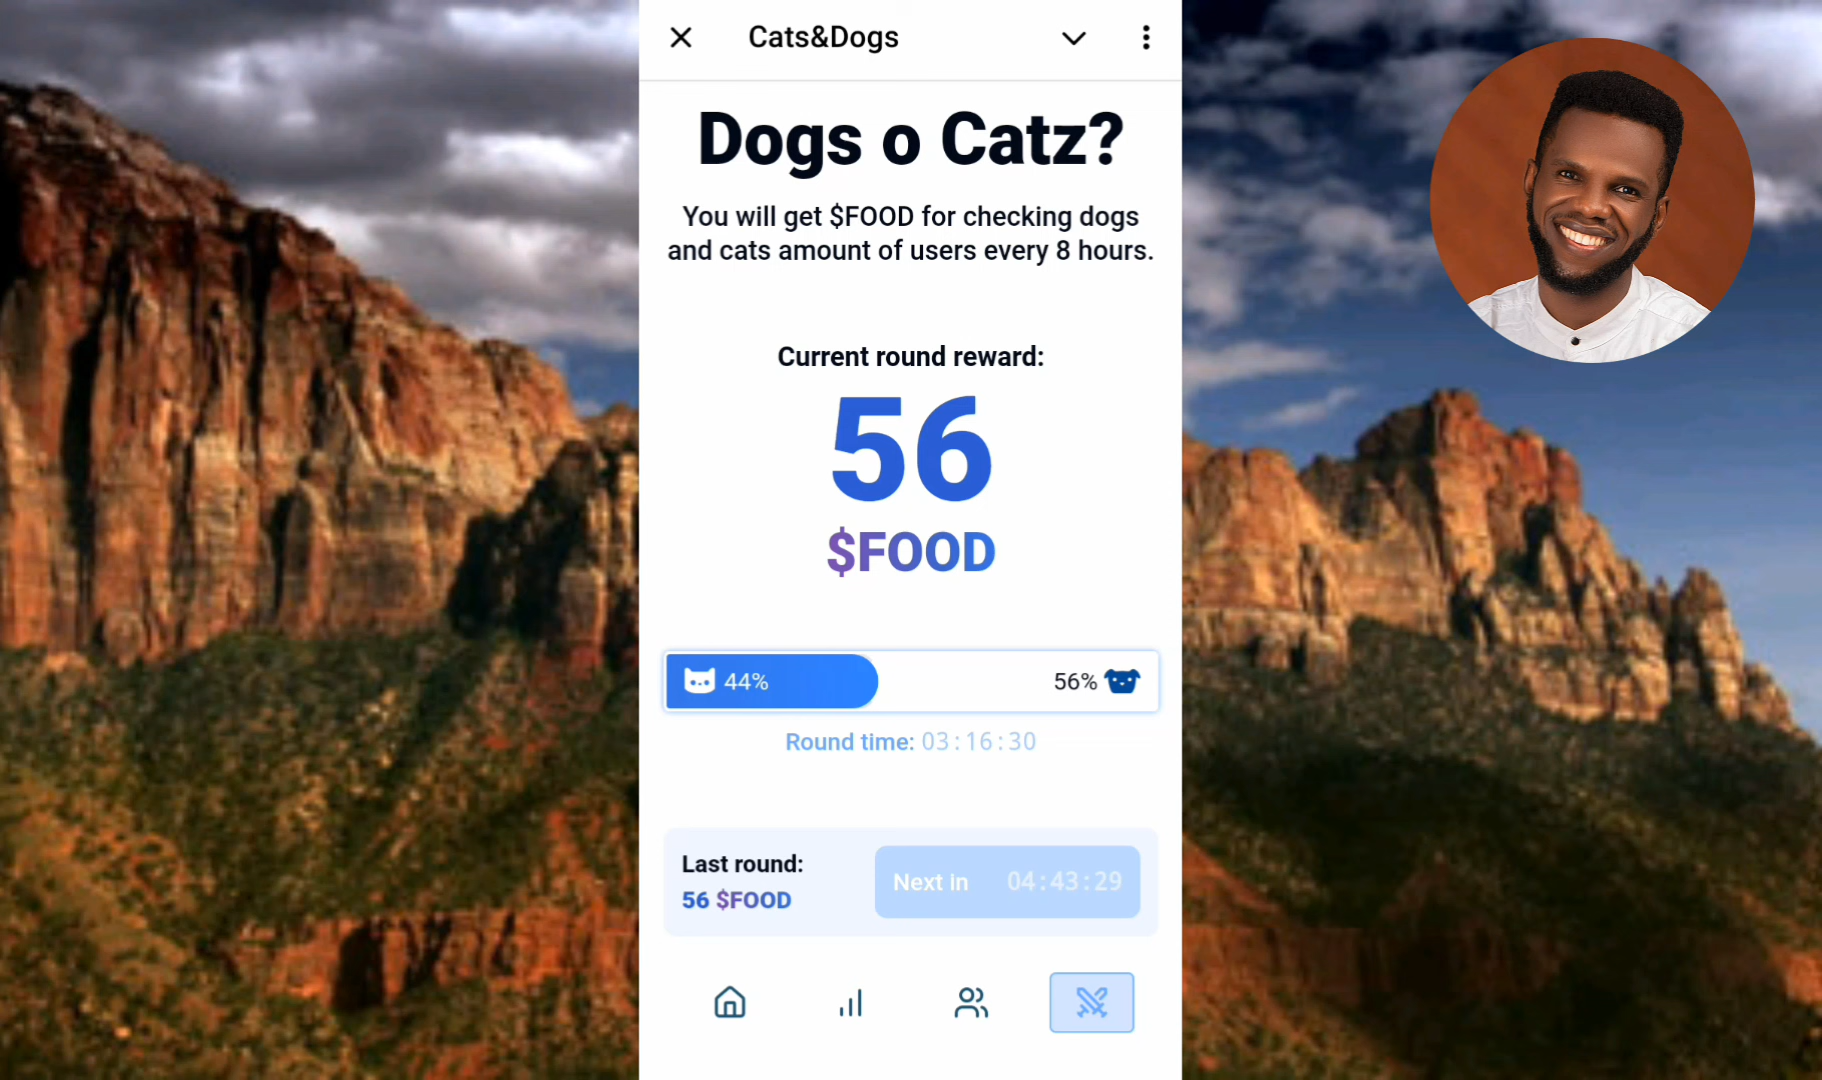 Cats&Dogs
Dogs o Catz?
You will get $FOOD for checking dogs
and cats amount of users every 8 hours.
Current round reward:
56
$FOOD
44%
56%
Round time: 03:16:30
Last round:
56 $FOOD
Next in 04:43:29